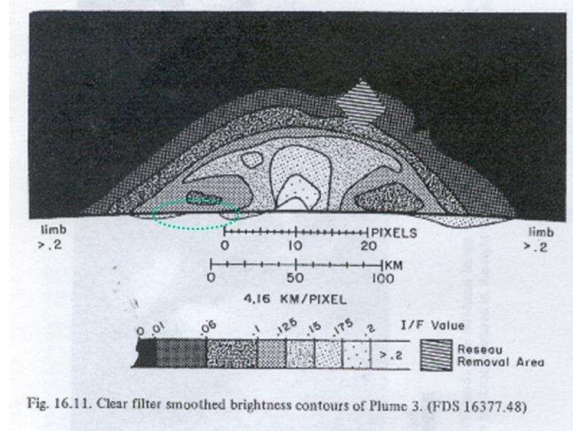 limb
>.2
limb
>.2
PIXELS
0 10 20
KM
0 50 100
4.16 KM/PIXEL
0 .01 .06 .1 .125 .15 .175 .2 I/F Value
>.2
Reseau
Removal Area
Fig. 16.11. Clear filter smoothed brightness contours of Plume 3. (FDS 16377.48)